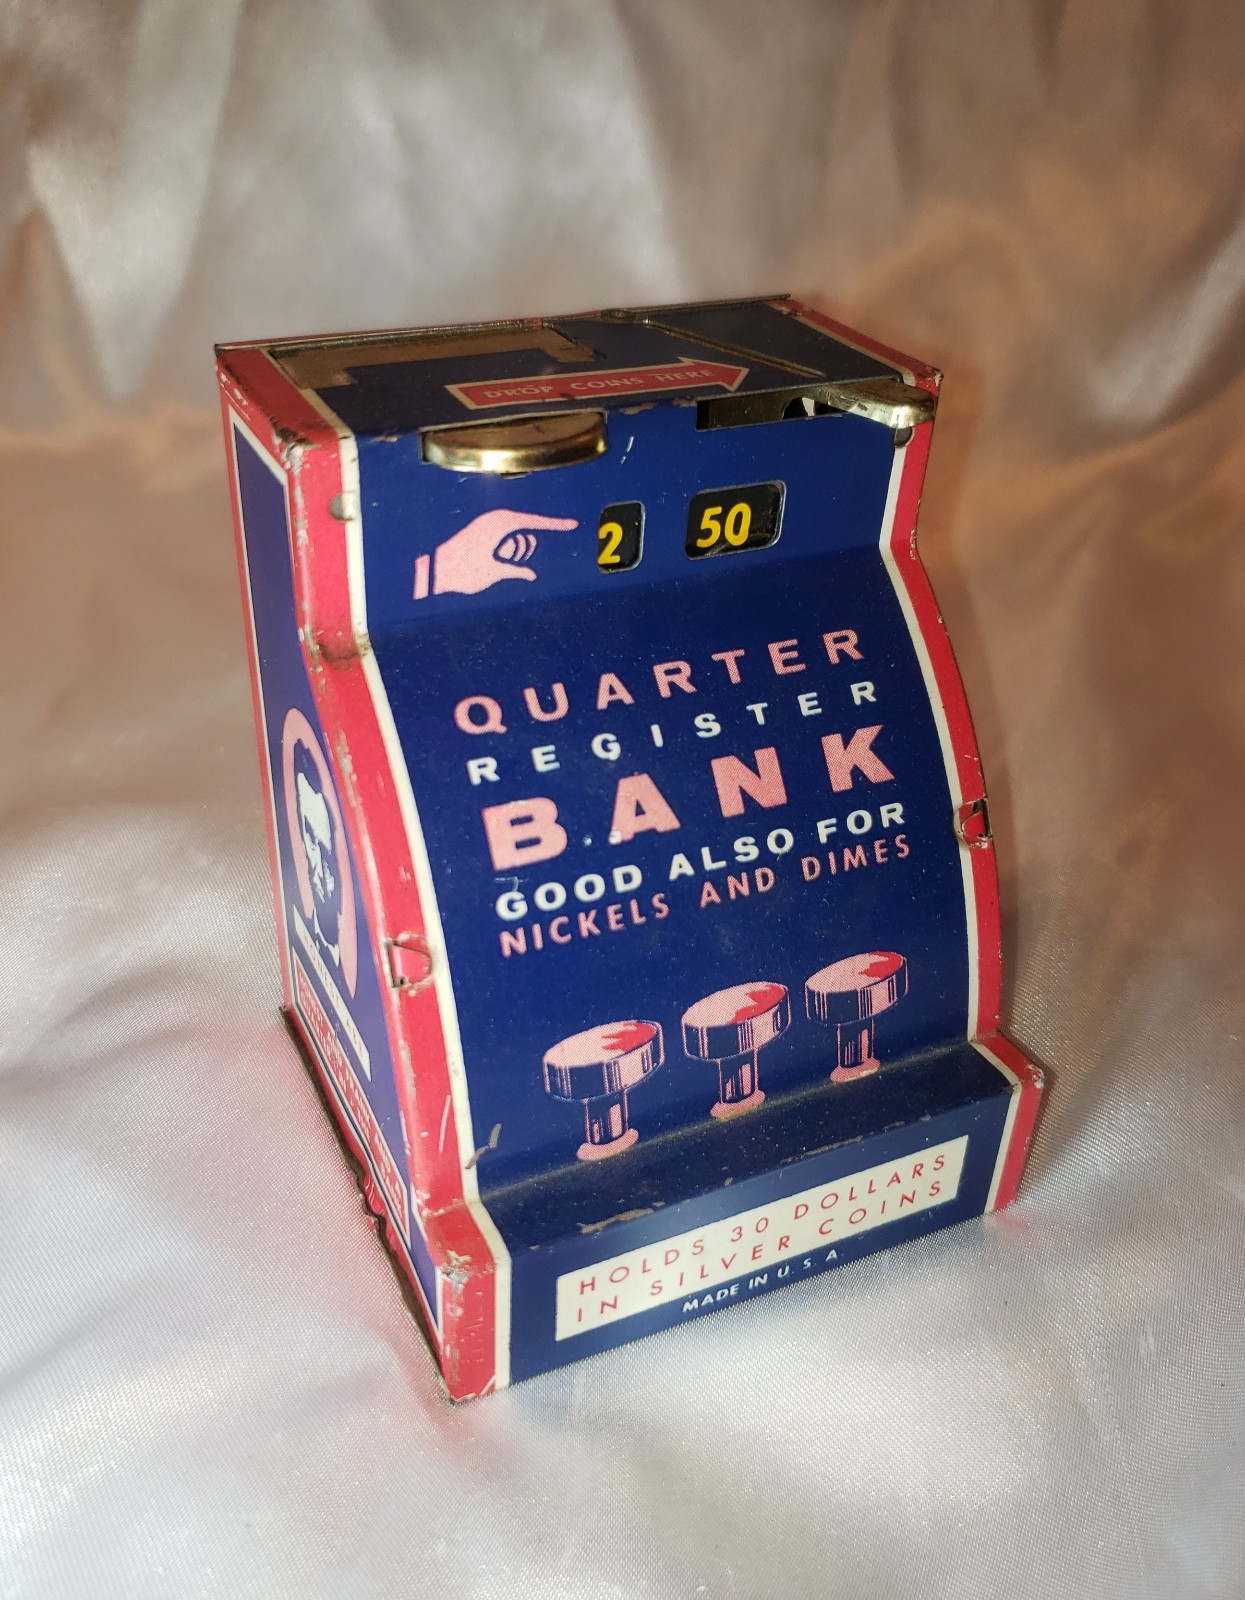 DROP COINS HERE
2 50
QUARTER
REGISTER
BANK
GOOD ALSO FOR
NICKELS AND DIMES
HOLDS 30 DOLLARS
IN SILVER COINS
MADE IN U.S.A.